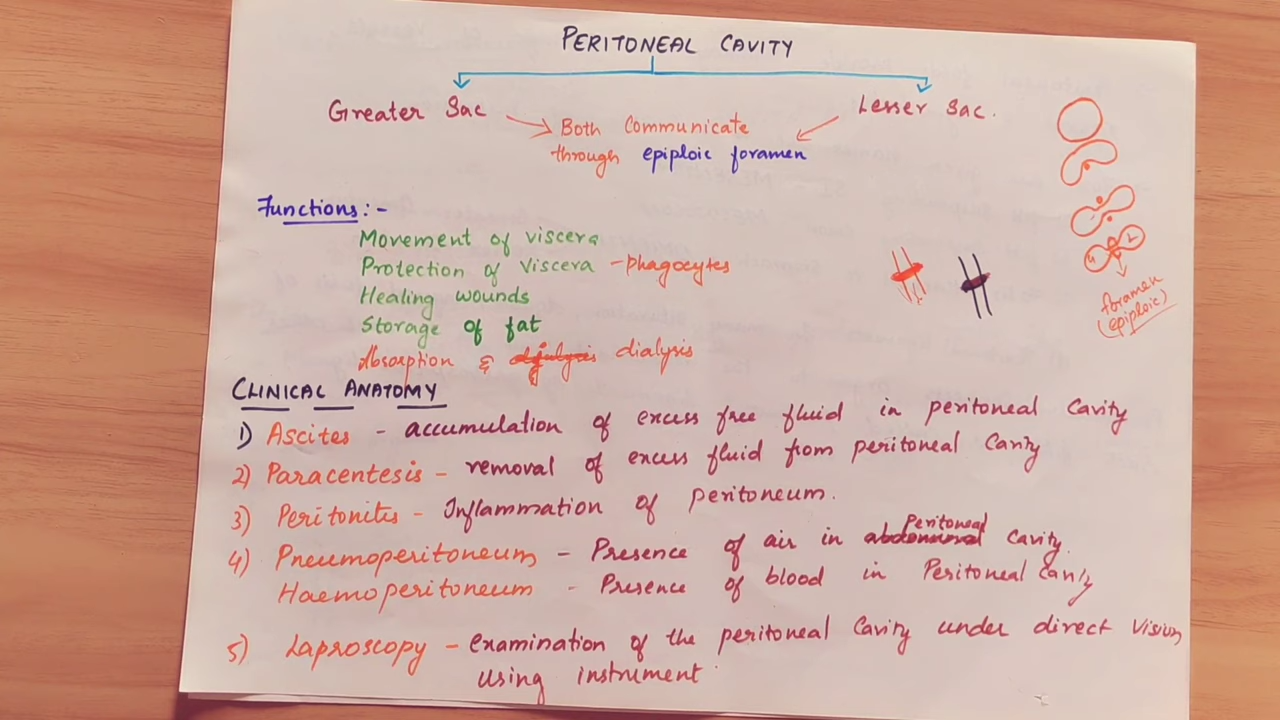 PERITONEAL CAVITY
Greater Sac
Lesser Sac.
Both Communicate
through epiploic foramen
Functions:-
Movement of viscera
Protection of viscera - phagocytes
Healing wounds
Storage of fat
Absorption & dialysis
foramen
(epiploic)
CLINICAL ANATOMY
1) Ascites - accumulation of excess free fluid in peritoneal Cavity
2) Paracentesis - removal of excess fluid from peritoneal Cavity
3) Peritonitis - Inflammation of peritoneum.
4) Pneumoperitoneum - Presence of air in abdominal Peritoneal Cavity.
Haemoperitoneum - Presence of blood in Peritoneal Cavity
5) Laproscopy - examination of the peritoneal Cavity under direct Vision
using instrument